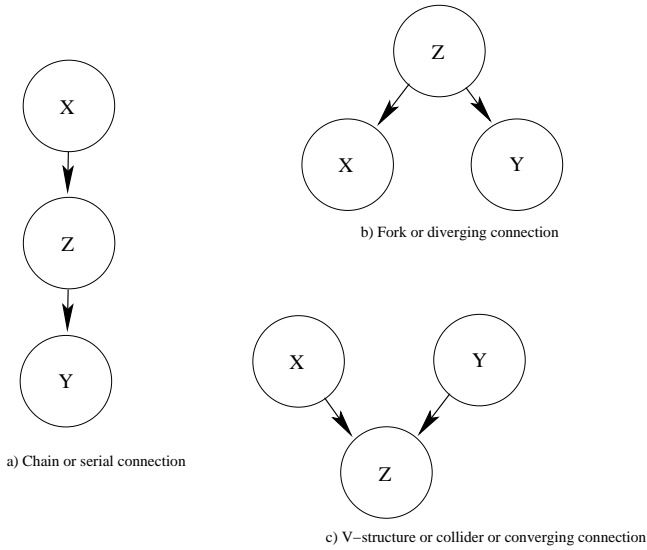 X
Z
Y
a) Chain or serial connection
Z
X
Y
b) Fork or diverging connection
X
Y
Z
c) V−structure or collider or converging connection